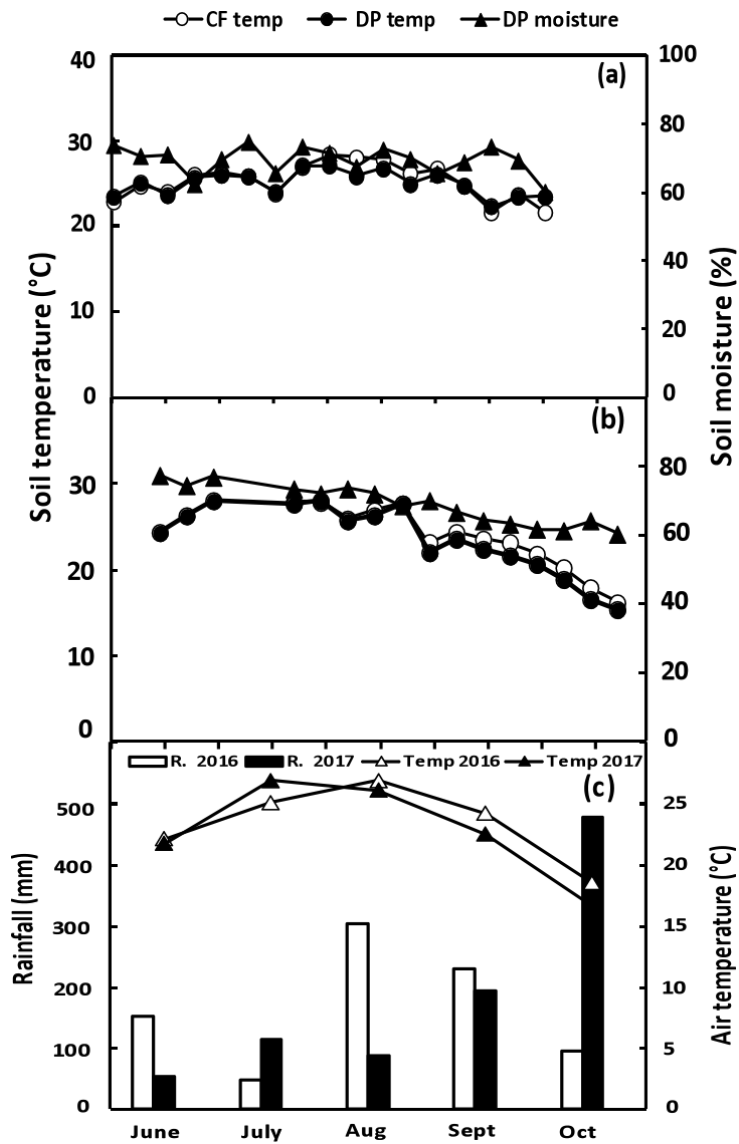 CF temp DP temp DP moisture
40 100
(a)
30 80
60
20
40
10
20
0 0
Soil temperature (°C)
Soil moisture (%)
(b)
30 80
60
20
40
10
20
0 0
R. 2016 R. 2017 Temp 2016 Temp 2017
(c)
500 25
400 20
300 15
200 10
100 5
0 0
Rainfall (mm)
Air temperature (°C)
June July Aug Sept Oct